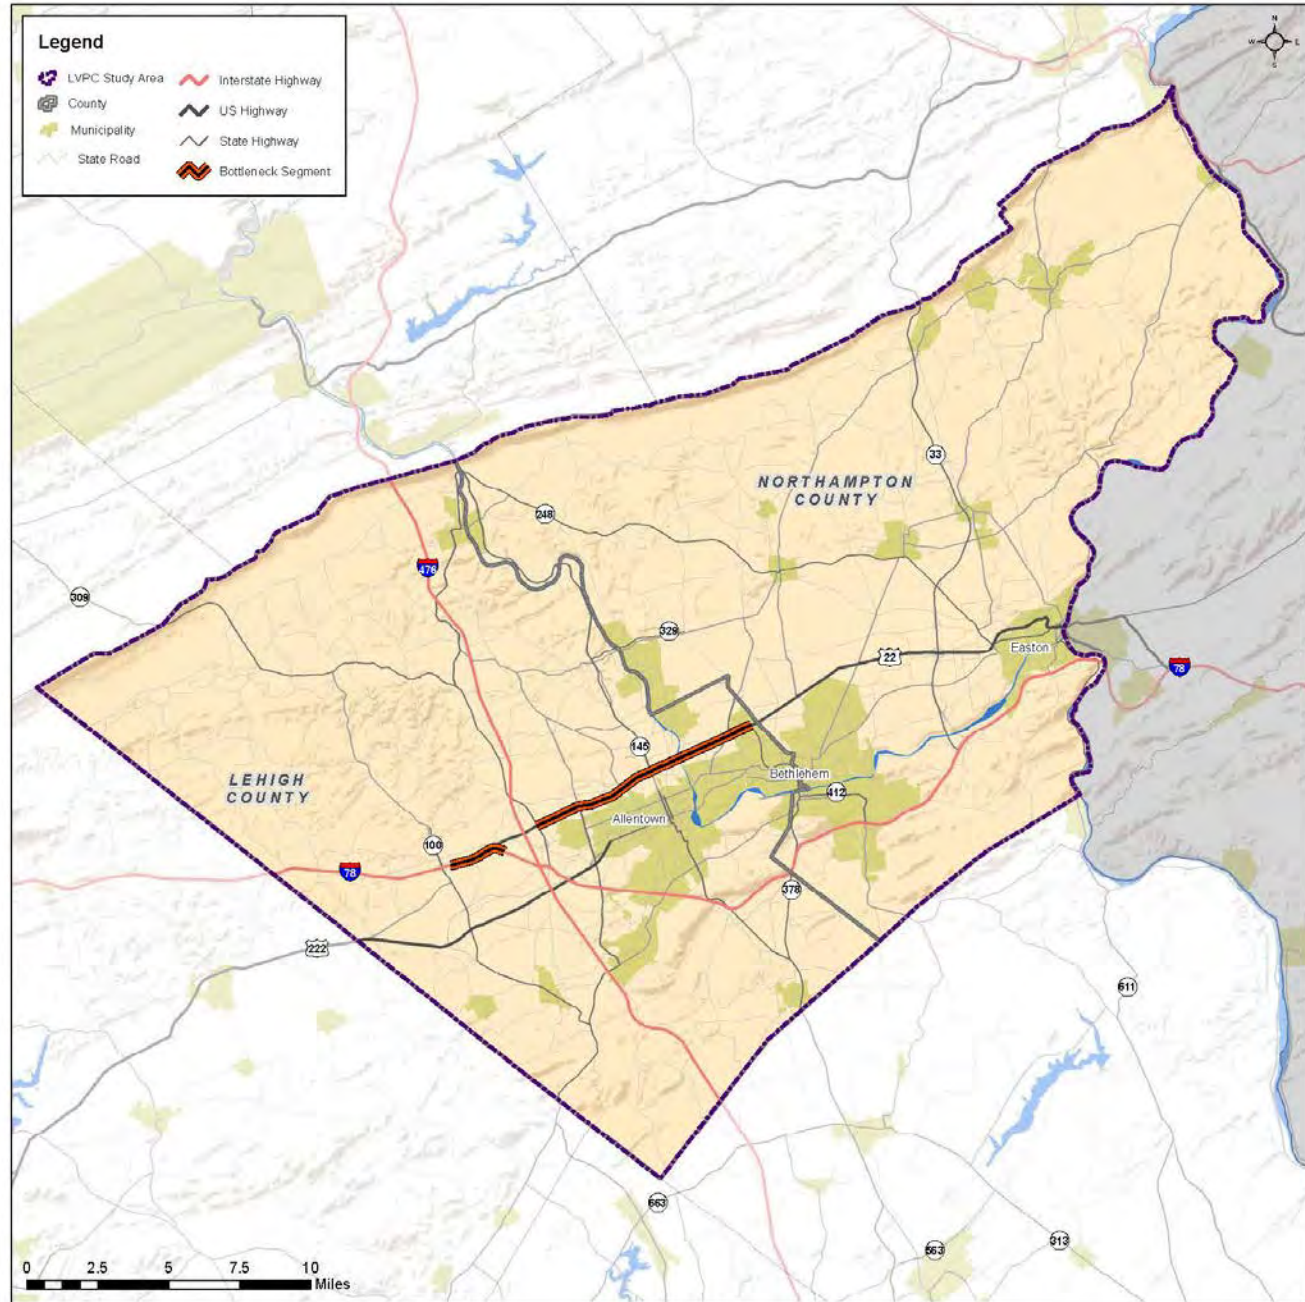 Legend
LVPC Study Area
County
Municipality
State Road
Interstate Highway
US Highway
State Highway
Bottleneck Segment
N
W
E
S
33
NORTHAMPTON
COUNTY
248
476
309
329
22
Easton
78
145
LEHIGH
COUNTY
Bethlehem
412
Allentown
100
78
378
222
611
663
563
313
0
2.5
5
7.5
10
Miles